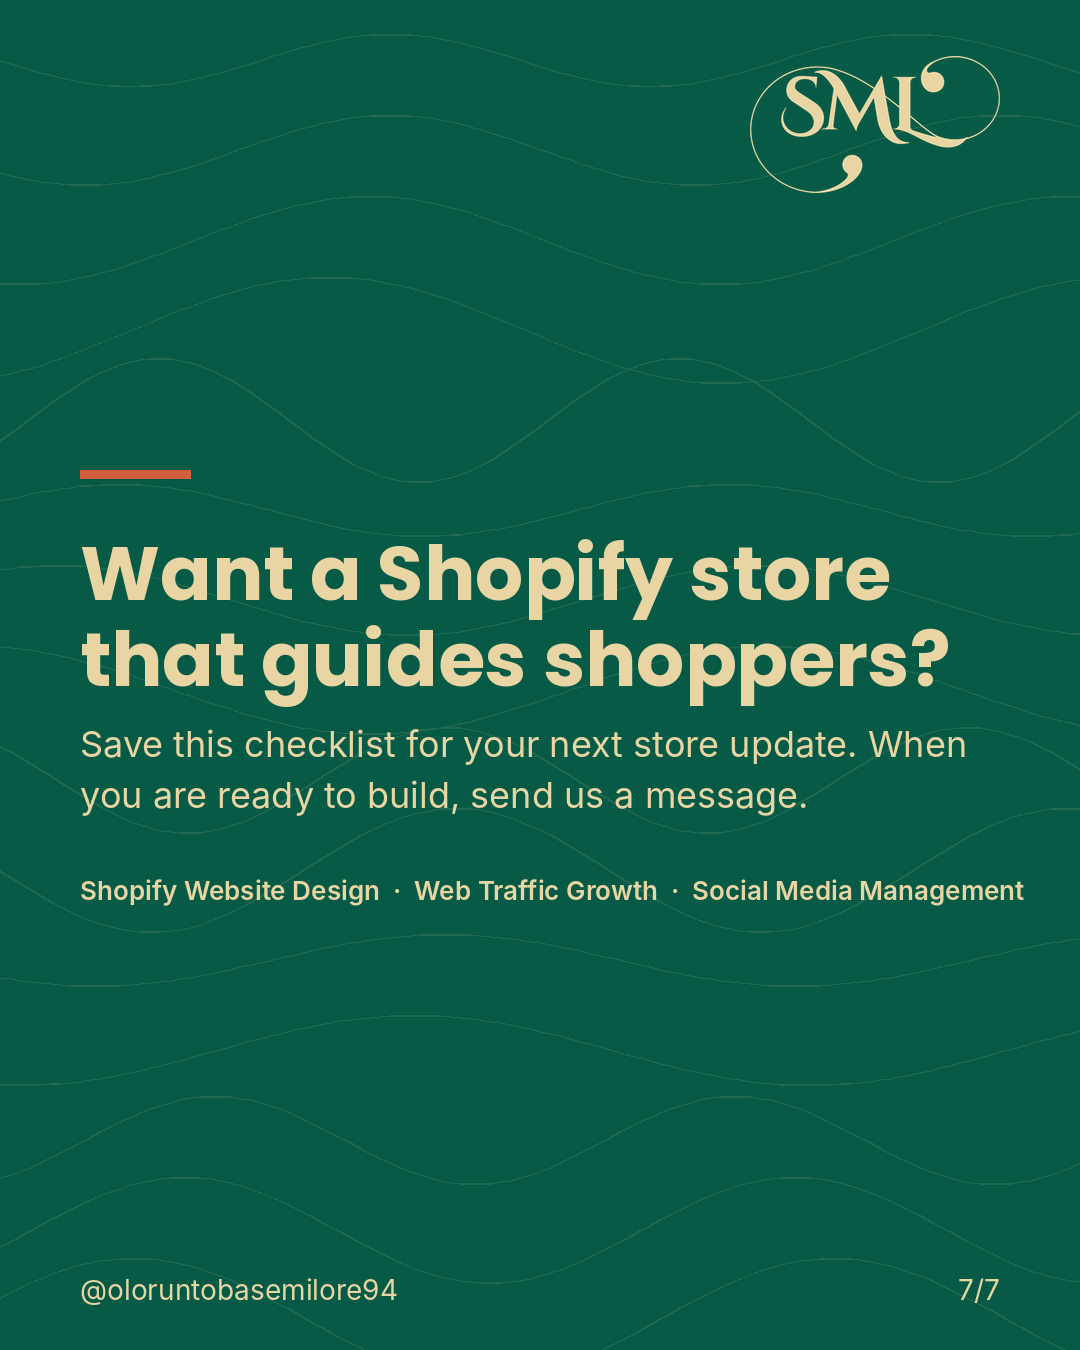 SML
Want a Shopify store
that guides shoppers?
Save this checklist for your next store update. When
you are ready to build, send us a message.
Shopify Website Design · Web Traffic Growth · Social Media Management
@oloruntobasemilore94
7/7